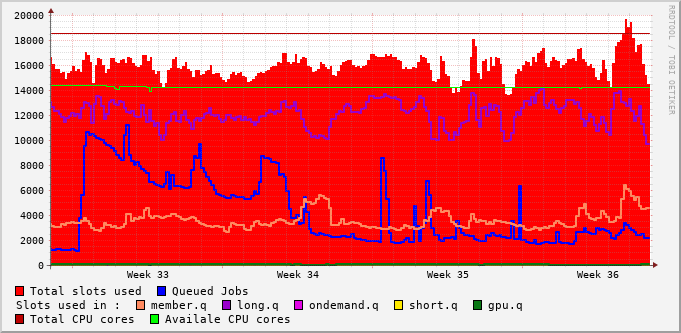 20000
18000
16000
14000
12000
10000
8000
6000
4000
2000
0
Week 33 Week 34 Week 35 Week 36
RRDTOOL / TOBI OETIKER
Total slots used Queued Jobs
Slots used in : member.q long.q ondemand.q short.q gpu.q
Total CPU cores Availale CPU cores